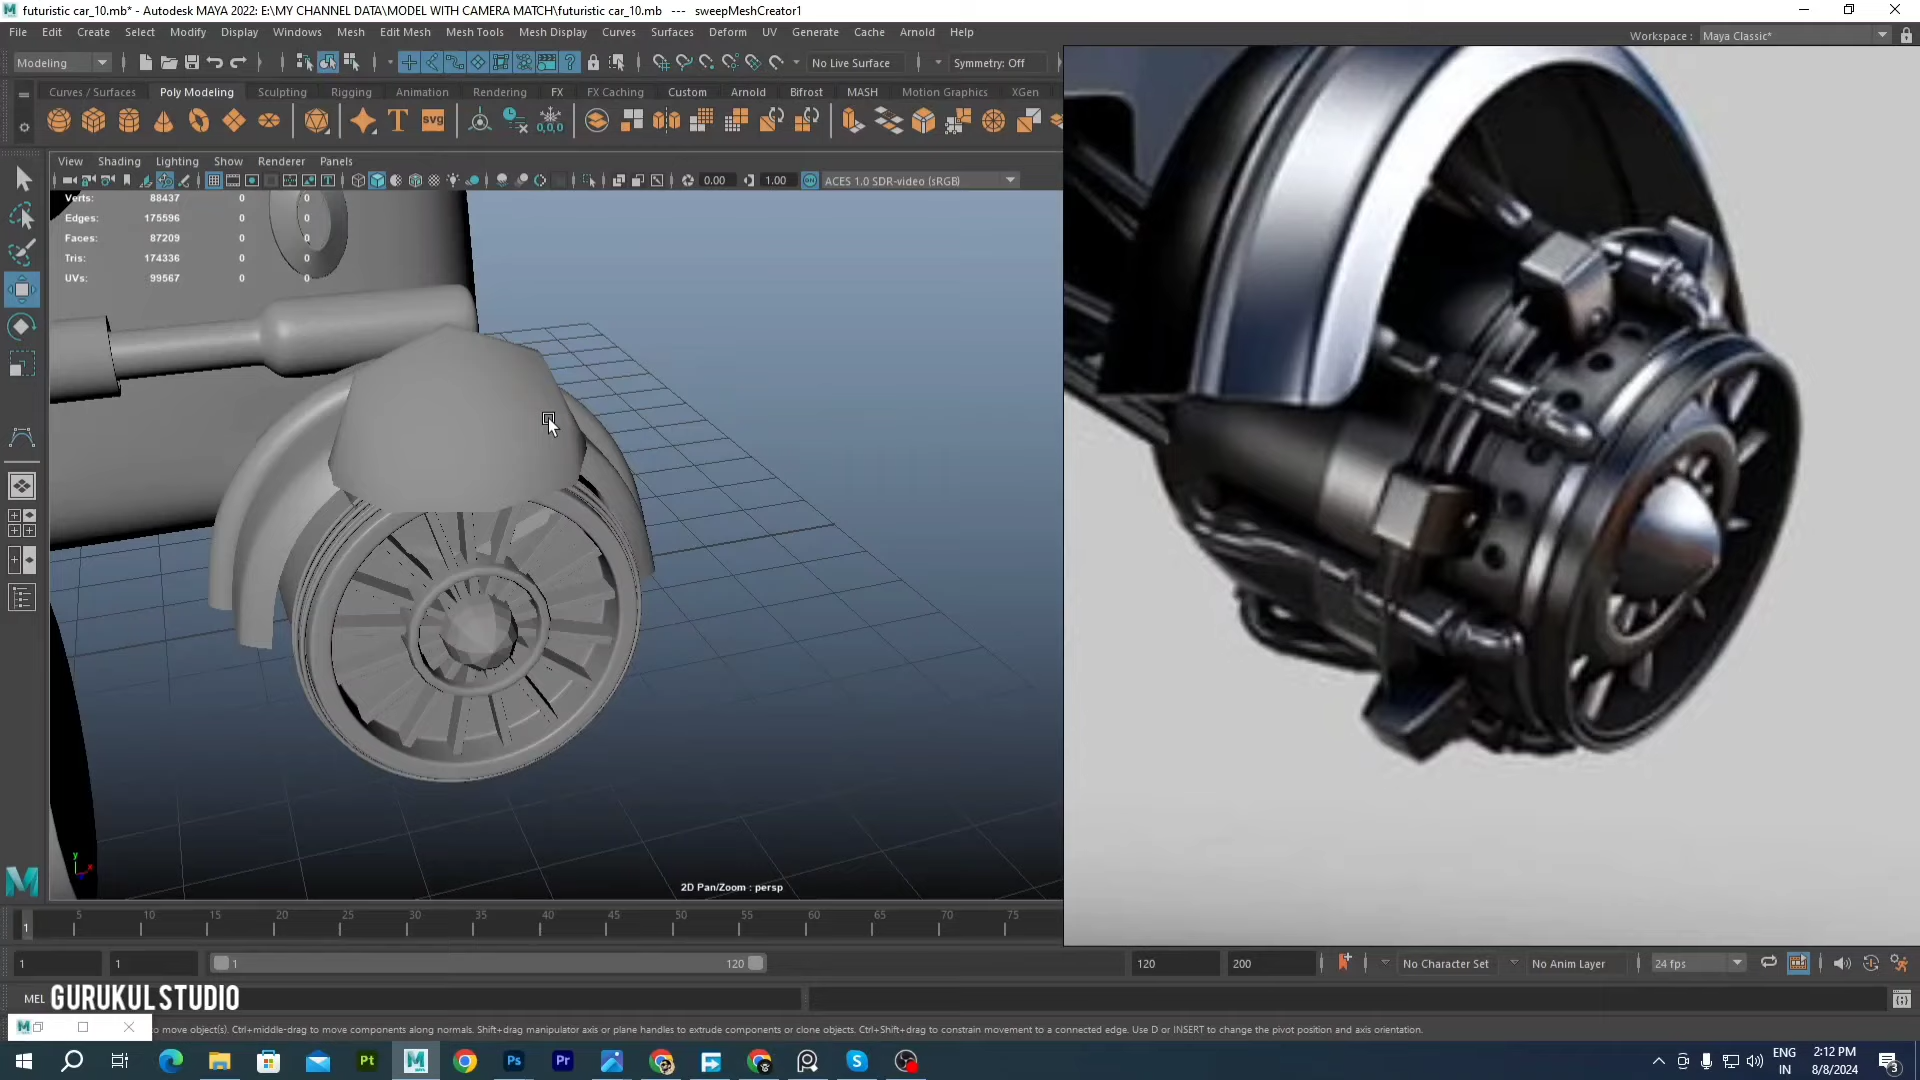 futuristic car_10.mb* - Autodesk MAYA 2022: E:\MY CHANNEL DATA\MODEL WITH CAMERA MATCH\futuristic car_10.mb --- sweepMeshCreator1
File Edit Create Select Modify Display Windows Mesh Edit Mesh Mesh Tools Mesh Display Curves Surfaces Deform UV Generate Cache Arnold Help
Workspace : Maya Classic*
Modeling No Live Surface Symmetry: Off
Curves / Surfaces Poly Modeling Sculpting Rigging Animation Rendering FX FX Caching Custom Arnold Bifrost MASH Motion Graphics XGen
T svg 0,0,0
View Shading Lighting Show Renderer Panels
0.00 1.00 ACES 1.0 SDR-video (sRGB)
Verts: 88437 0 0
Edges: 175596 0 0
Faces: 87209 0 0
Tris: 174336 0 0
UVs: 99567 0 0
y
2D Pan/Zoom : persp
5 10 15 20 25 30 35 40 45 50 55 60 65 70 75
1
1 1 1 120 120 200 No Character Set No Anim Layer 24 fps
MEL GURUKUL STUDIO
to move object(s). Ctrl+middle-drag to move components along normals. Shift+drag manipulator axis or plane handles to extrude components or clone objects. Ctrl+Shift+drag to constrain movement to a connected edge. Use D or INSERT to change the pivot position and axis orientation.
Pt Ps Pr S
ENG
IN
2:12 PM
8/8/2024
3